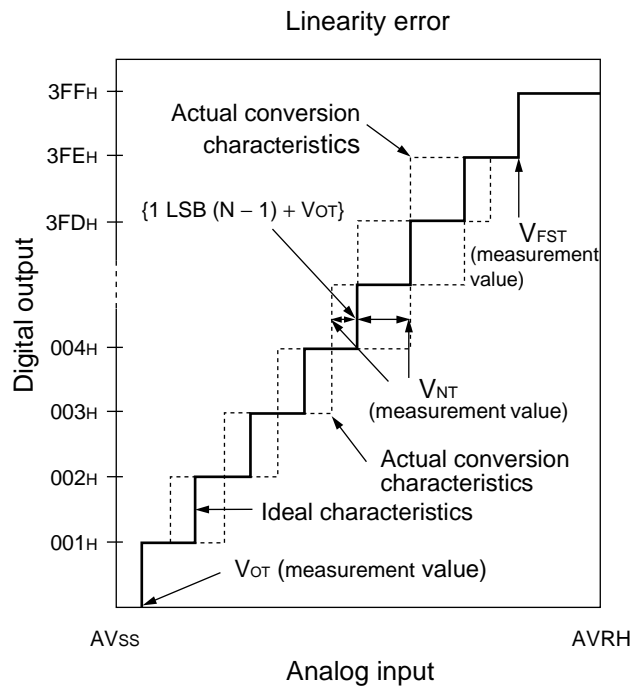 Linearity error
3FFH
3FEH
3FDH
004H
003H
002H
001H
Digital output
Actual conversion
characteristics
{1 LSB (N − 1) + VOT}
VFST
(measurement
value)
VNT
(measurement value)
Actual conversion
characteristics
Ideal characteristics
VOT (measurement value)
AVSS
AVRH
Analog input